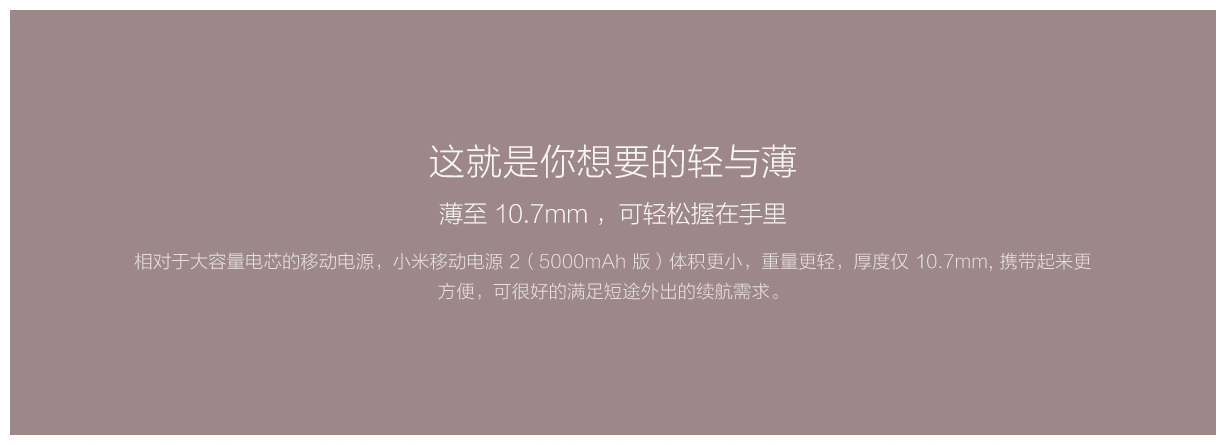 这就是你想要的轻与薄
薄至 10.7mm ，可轻松握在手里
相对于大容量电芯的移动电源，小米移动电源 2（5000mAh 版）体积更小，重量更轻，厚度仅 10.7mm, 携带起来更
方便，可很好的满足短途外出的续航需求。